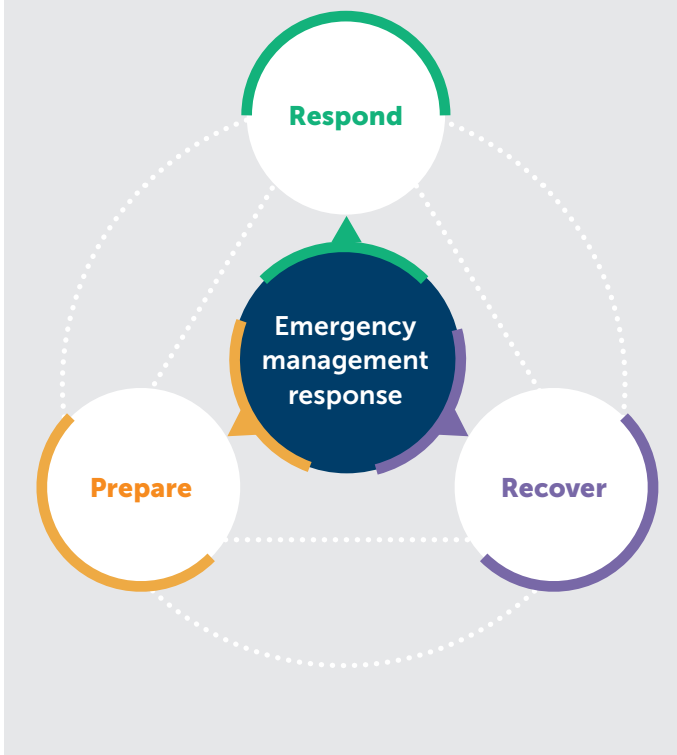 Respond
Emergency
management
response
Prepare
Recover